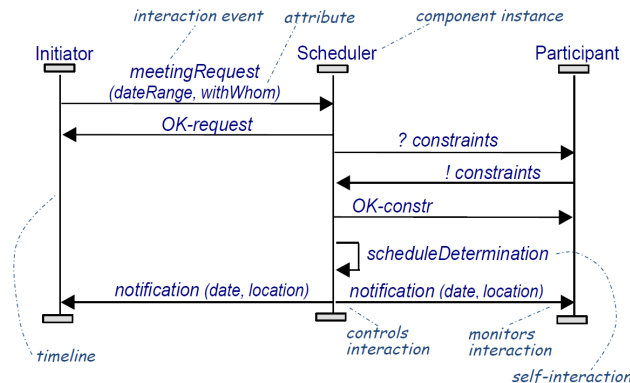 interaction event
attribute
component instance
Initiator
Scheduler
Participant
meetingRequest
(dateRange, withWhom)
OK-request
? constraints
! constraints
OK-constr
scheduleDetermination
notification (date, location)
notification (date, location)
timeline
controls
interaction
monitors
interaction
self-interaction